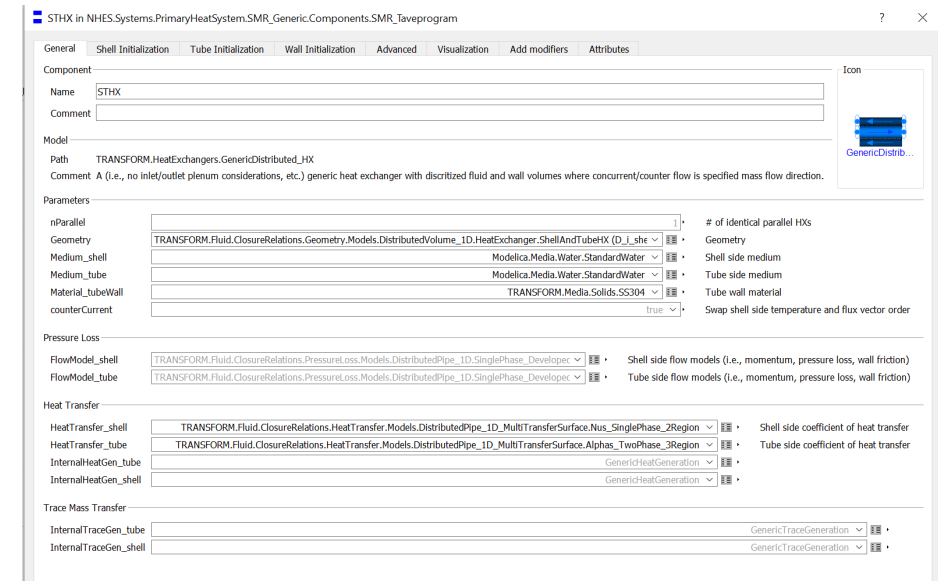 STHX in NHES.Systems.PrimaryHeatSystem.SMR_Generic.Components.SMR_Taveprogram ?
General Shell Initialization Tube Initialization Wall Initialization Advanced Visualization Add modifiers Attributes
Component Icon
Name STHX
Comment
GenericDistrib...
Model
Path TRANSFORM.HeatExchangers.GenericDistributed_HX
Comment A (i.e., no inlet/outlet plenum considerations, etc.) generic heat exchanger with discritized fluid and wall volumes where concurrent/counter flow is specified mass flow direction.
Parameters
nParallel 1 # of identical parallel HXs
Geometry TRANSFORM.Fluid.ClosureRelations.Geometry.Models.DistributedVolume_1D.HeatExchanger.ShellAndTubeHX (D_i_she Geometry
Medium_shell Modelica.Media.Water.StandardWater Shell side medium
Medium_tube Modelica.Media.Water.StandardWater Tube side medium
Material_tubeWall TRANSFORM.Media.Solids.SS304 Tube wall material
counterCurrent true Swap shell side temperature and flux vector order
Pressure Loss
FlowModel_shell TRANSFORM.Fluid.ClosureRelations.PressureLoss.Models.DistributedPipe_1D.SinglePhase_Developed Shell side flow models (i.e., momentum, pressure loss, wall friction)
FlowModel_tube TRANSFORM.Fluid.ClosureRelations.PressureLoss.Models.DistributedPipe_1D.SinglePhase_Developed Tube side flow models (i.e., momentum, pressure loss, wall friction)
Heat Transfer
HeatTransfer_shell TRANSFORM.Fluid.ClosureRelations.HeatTransfer.Models.DistributedPipe_1D_MultiTransferSurface.Nus_SinglePhase_2Region Shell side coefficient of heat transfer
HeatTransfer_tube TRANSFORM.Fluid.ClosureRelations.HeatTransfer.Models.DistributedPipe_1D_MultiTransferSurface.Alphas_TwoPhase_3Region Tube side coefficient of heat transfer
InternalHeatGen_tube GenericHeatGeneration
InternalHeatGen_shell GenericHeatGeneration
Trace Mass Transfer
InternalTraceGen_tube GenericTraceGeneration
InternalTraceGen_shell GenericTraceGeneration